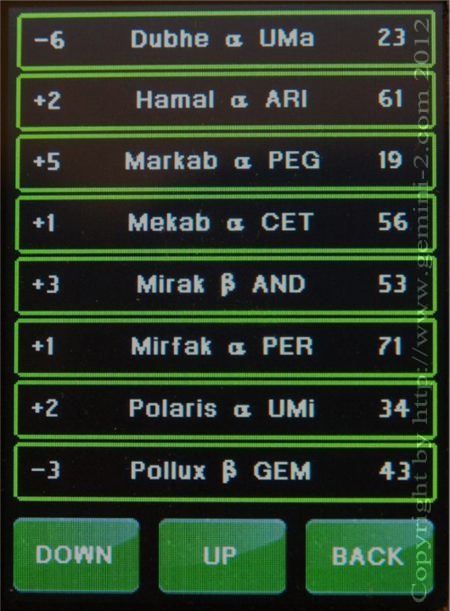 -6 Dubhe α UMa 23
+2 Hamal α ARI 61
+5 Markab α PEG 19
+1 Mekab α CET 56
+3 Mirak β AND 53
+1 Mirfak α PER 71
+2 Polaris α UMi 34
-3 Pollux β GEM 43
DOWN UP BACK
Copyright by http://www.gemini-2.com 2012